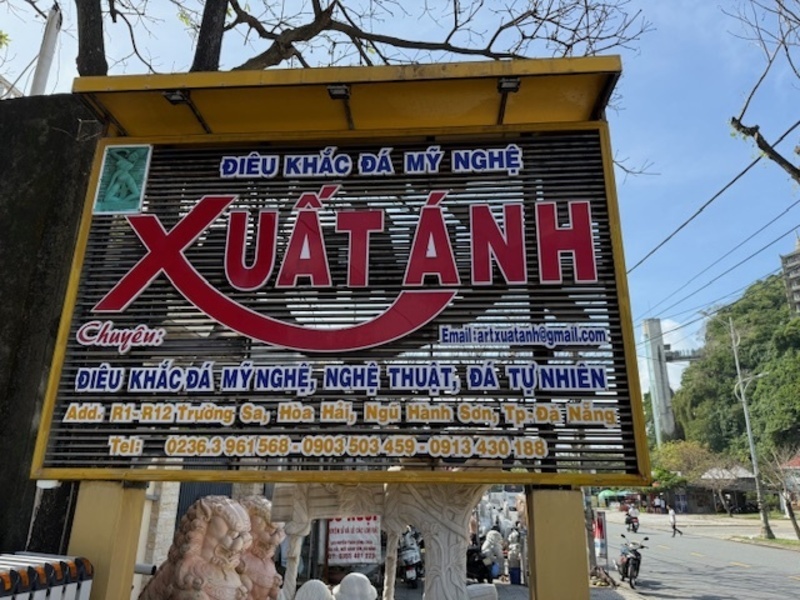 ĐIÊU KHẮC ĐÁ MỸ NGHỆ
XUẤT ÁNH
Chuyên:
Email:artxuatanh@gmail.com
ĐIÊU KHẮC ĐÁ MỸ NGHỆ, NGHỆ THUẬT, ĐÁ TỰ NHIÊN
Add. R1-R12 Trường Sa, Hòa Hải, Ngũ Hành Sơn, Tp-Đà Nẵng
Tel: 0236.3 961 568 - 0903 503 459 - 0913 430 188